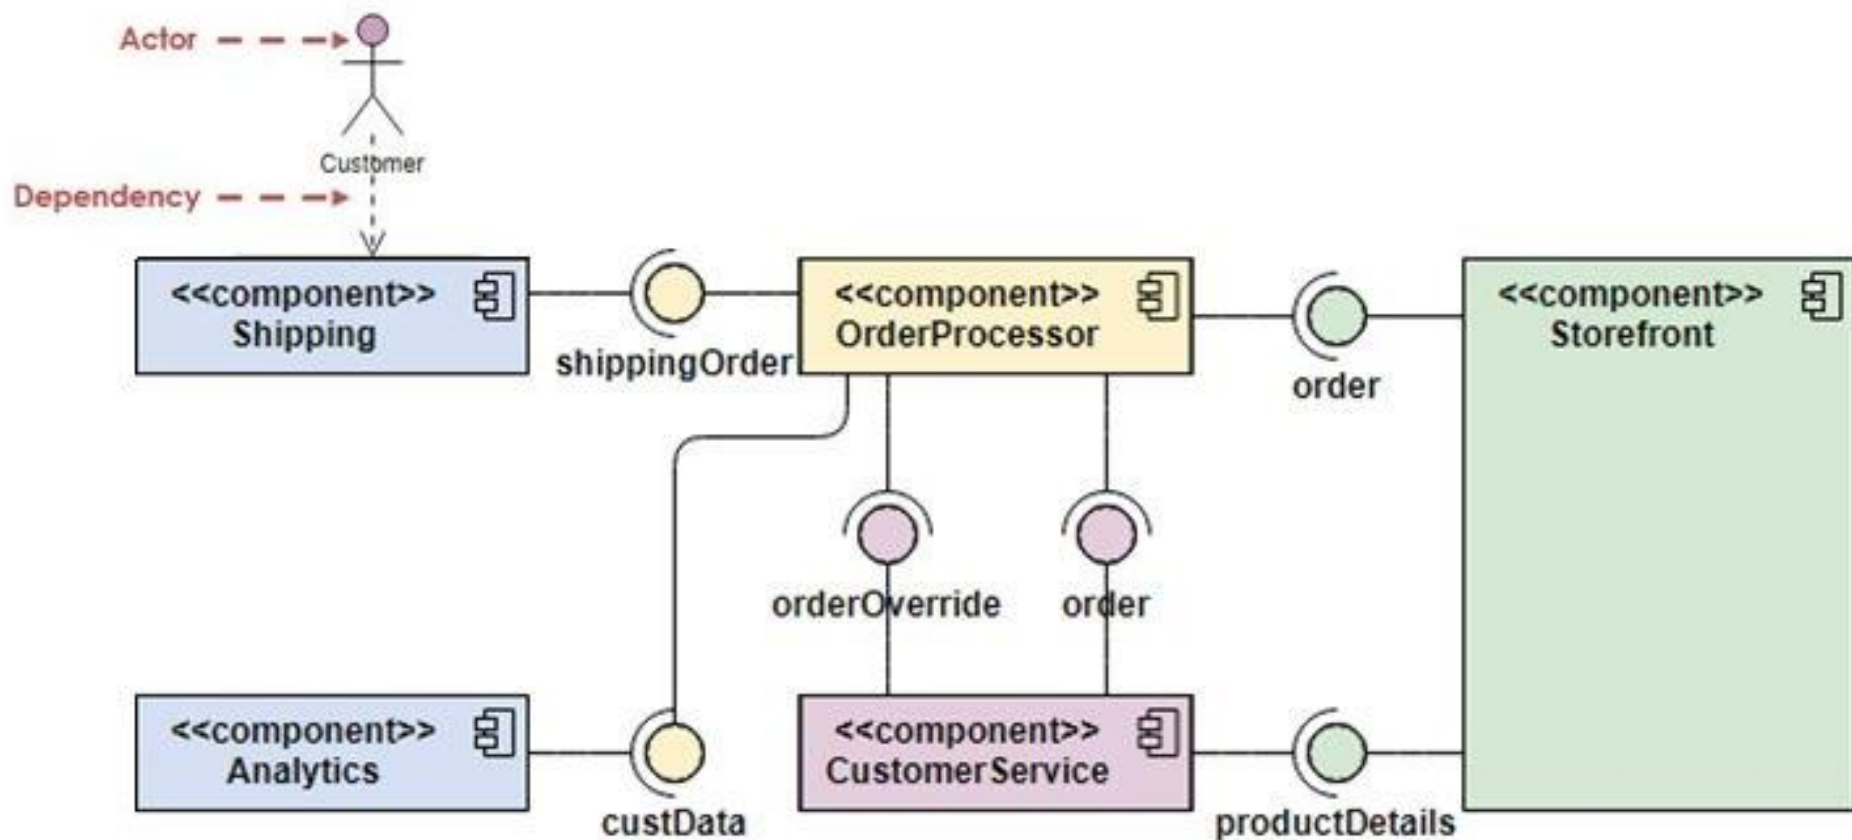 Actor
Customer
Dependency
<<component>>
Shipping
shippingOrder
<<component>>
OrderProcessor
order
<<component>>
Storefront
orderOverride
order
<<component>>
Analytics
custData
<<component>>
CustomerService
productDetails